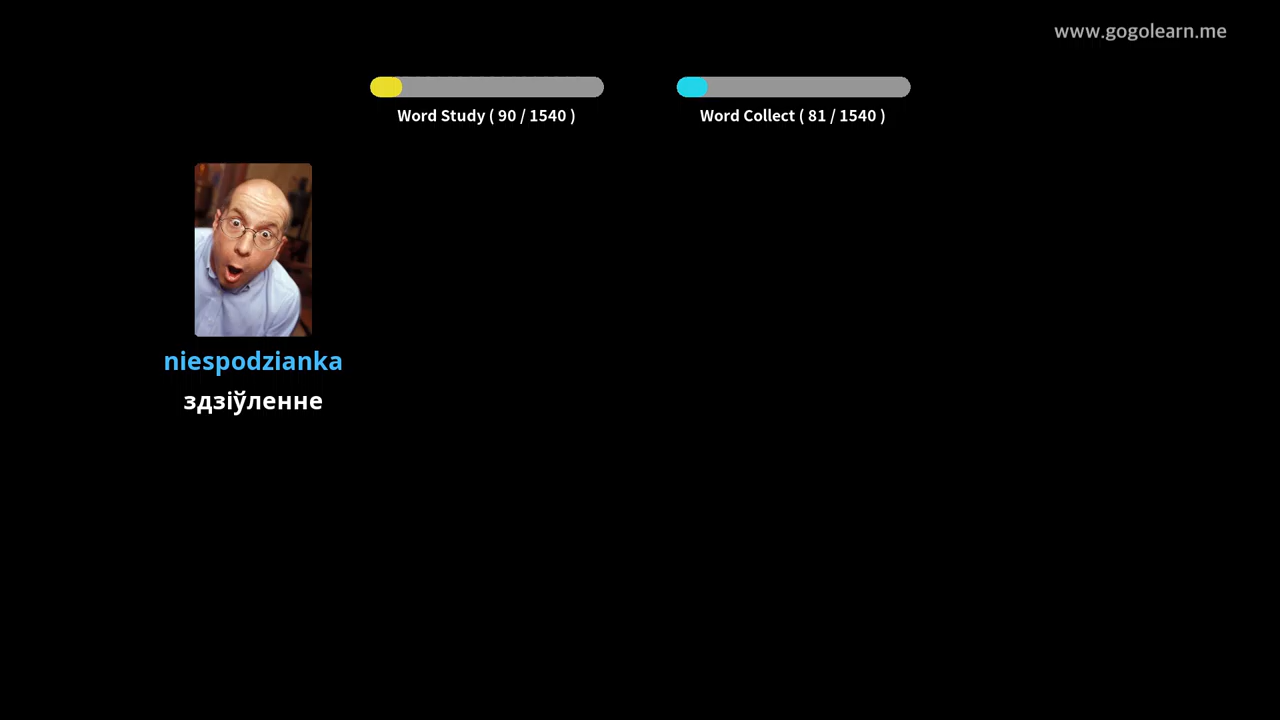 www.gogolearn.me
Word Study ( 90 / 1540 )
Word Collect ( 81 / 1540 )
niespodzianka
здзіўленне